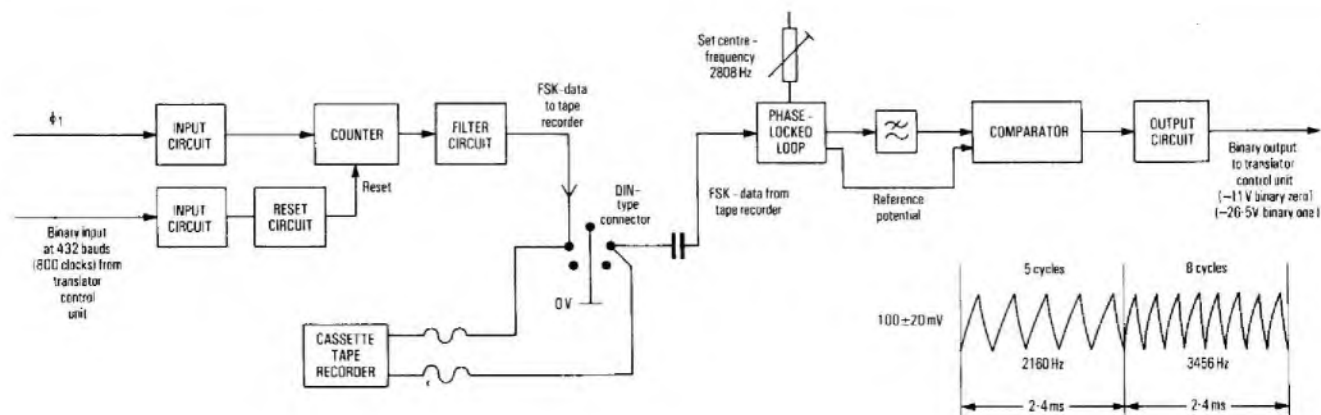 ϕ1
INPUT
CIRCUIT
COUNTER
FILTER
CIRCUIT
FSK-data
to tape
recorder
Reset
INPUT
CIRCUIT
RESET
CIRCUIT
Binary input
at 432 bauds
(800 clocks) from
translator
control
unit
DIN-
type
connector
0 V
CASSETTE
TAPE
RECORDER
FSK - data from
tape recorder
Set centre -
frequency
2808 Hz
PHASE -
LOCKED
LOOP
Reference
potential
COMPARATOR
OUTPUT
CIRCUIT
Binary output
to translator
control unit
(−11 V binary zero)
(−26·5V binary one)
5 cycles
8 cycles
100±20 mV
2160 Hz
3456 Hz
2·4 ms
2·4 ms